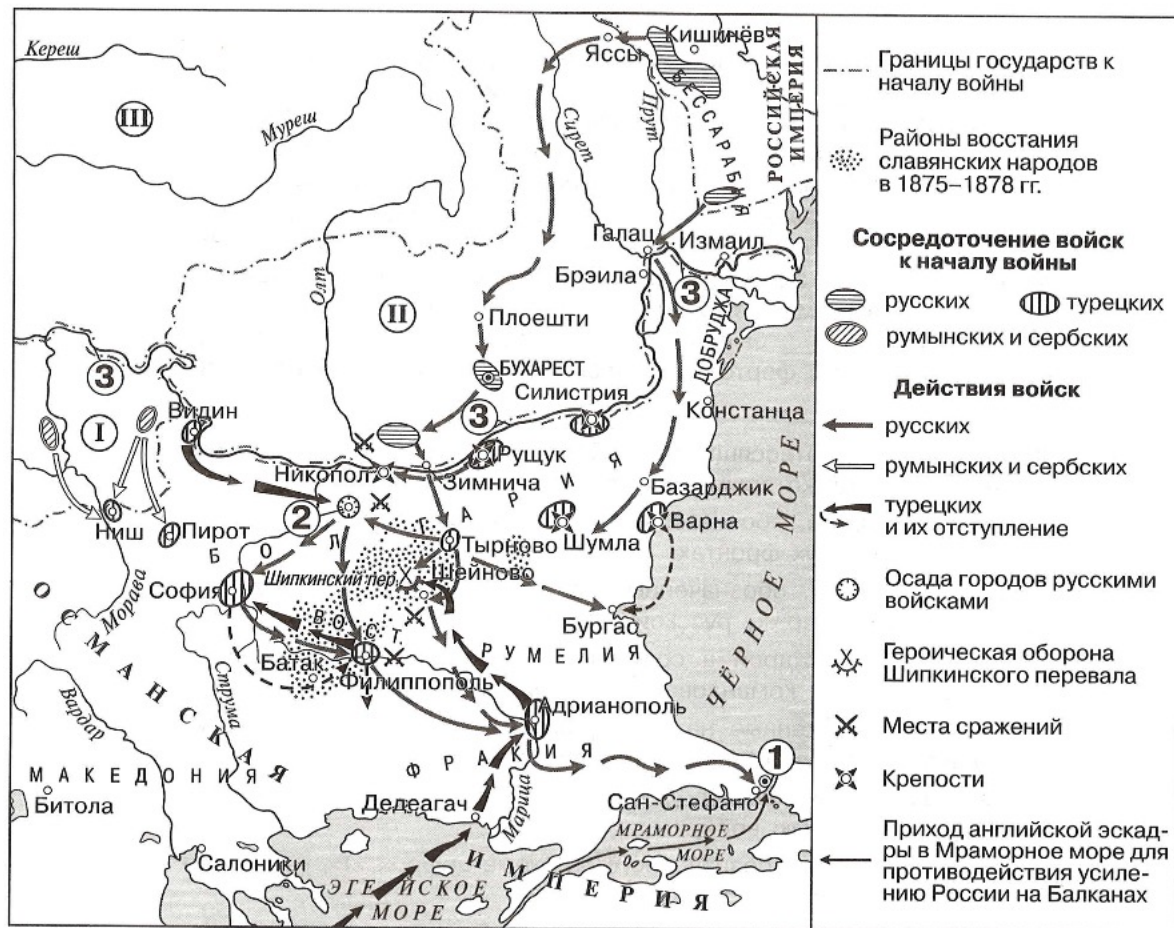 Кереш
Яссы
Кишинёв
БЕССАРАБИЯ
РОССИЙСКАЯ
ИМПЕРИЯ
III
Муреш
Сирет
Прут
Галац
Измаил
Брэила
3
Олт
II
Плоешти
ДОБРУДЖА
БУХАРЕСТ
Силистрия
3
Констанца
3
I
Видин
Никопол
Зимнича
Рущук
Базарджик
2
Ниш
Пирот
БОЛГАРИЯ
Тырново
Шумла
Варна
Шипкинский пер.
Шейново
София
Морава
Бургас
ВОСТ.
РУМЕЛИЯ
Батак
Филиппополь
ЧЁРНОЕ МОРЕ
ОСМАНСКАЯ
Струма
Вардар
Адрианополь
ФРАКИЯ
1
МАКЕДОНИЯ
Битола
Дедеагач
Марица
Сан-Стефано
МРАМОРНОЕ
МОРЕ
Салоники
ЭГЕЙСКОЕ
МОРЕ
ИМПЕРИЯ
Границы государств к
началу войны
Районы восстания
славянских народов
в 1875–1878 гг.
Сосредоточение войск
к началу войны
русских
турецких
румынских и сербских
Действия войск
русских
румынских и сербских
турецких
и их отступление
Осада городов русскими
войсками
Героическая оборона
Шипкинского перевала
Места сражений
Крепости
Приход английской эскад-
ры в Мраморное море для
противодействия усиле-
нию России на Балканах